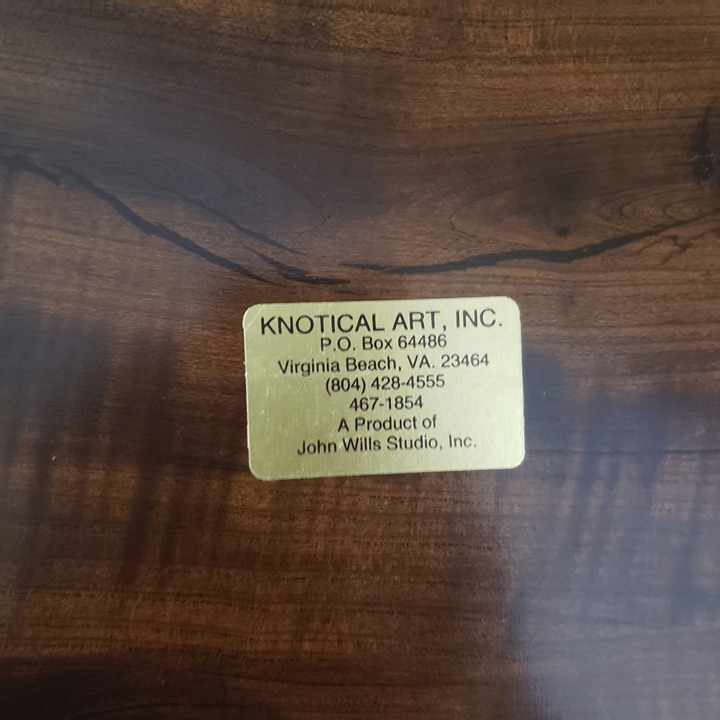 KNOTICAL ART, INC.
P.O. Box 64486
Virginia Beach, VA. 23464
(804) 428-4555
467-1854
A Product of
John Wills Studio, Inc.